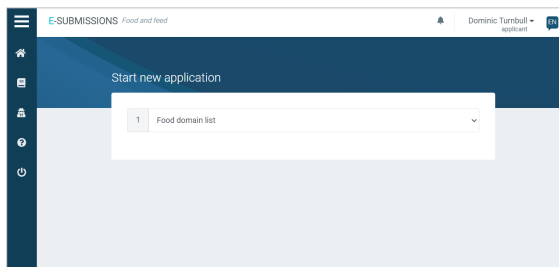 E-SUBMISSIONS Food and feed
Dominic Turnbull
applicant
EN
Start new application
1 Food domain list